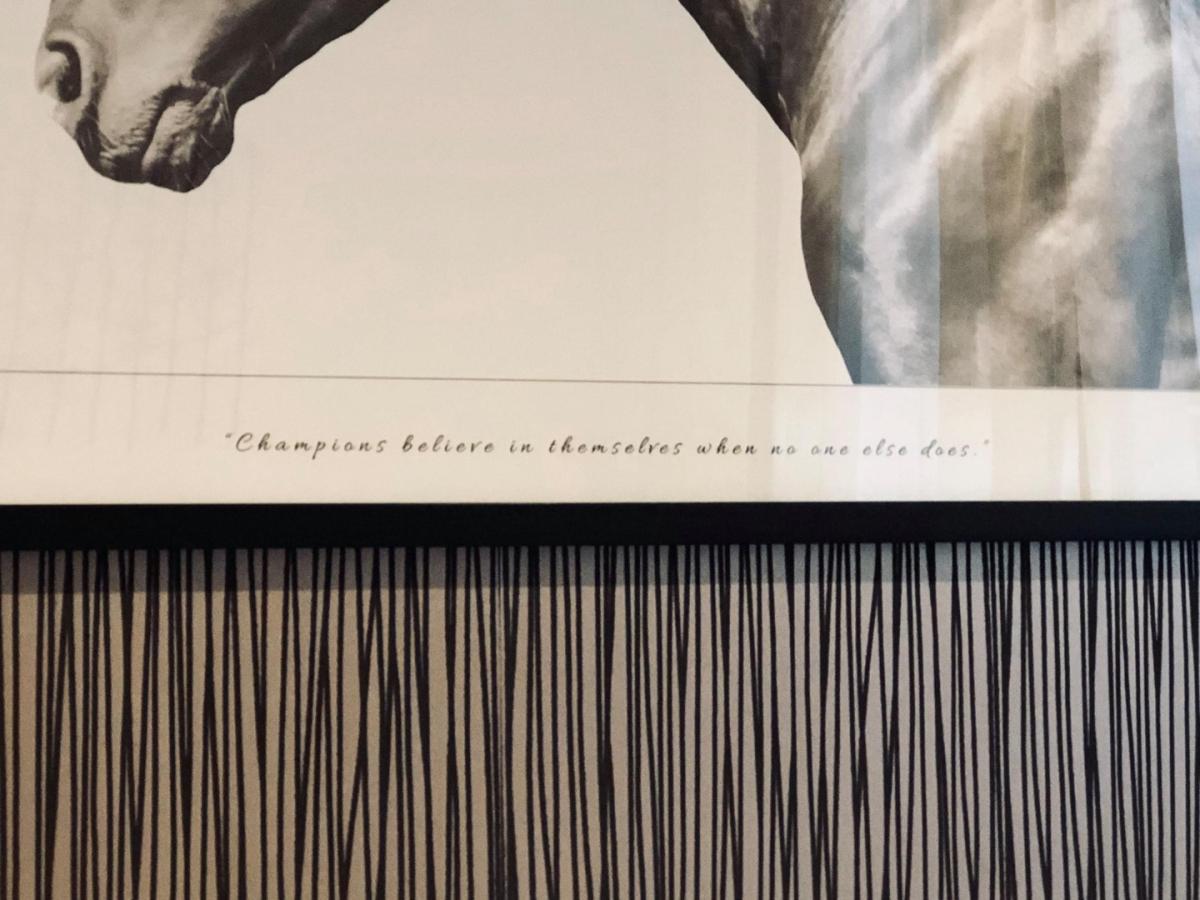 "Champions believe in themselves when no one else does."